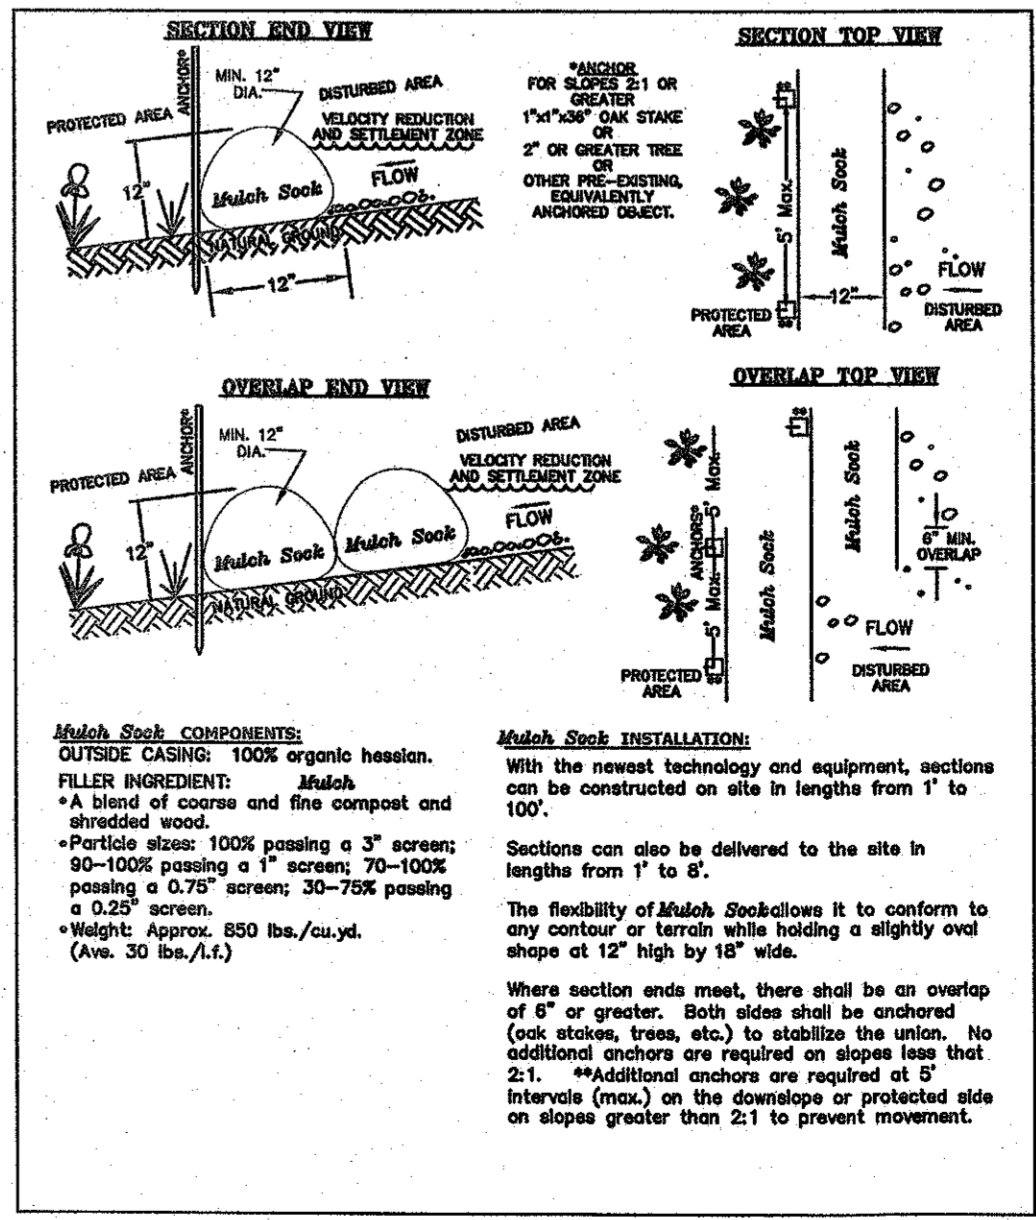 SECTION END VIEW
PROTECTED AREA
ANCHOR*
MIN. 12"
DIA.
DISTURBED AREA
VELOCITY REDUCTION
AND SETTLEMENT ZONE
FLOW
12"
Mulch Sock
NATURAL GROUND
12"
*ANCHOR
FOR SLOPES 2:1 OR
GREATER
1"x1"x36" OAK STAKE
OR
2" OR GREATER TREE
OR
OTHER PRE-EXISTING,
EQUIVALENTLY
ANCHORED OBJECT.
SECTION TOP VIEW
**
5' Max.
Mulch Sock
12"
FLOW
DISTURBED
AREA
PROTECTED
AREA
**
OVERLAP END VIEW
PROTECTED AREA
ANCHOR*
MIN. 12"
DIA.
DISTURBED AREA
VELOCITY REDUCTION
AND SETTLEMENT ZONE
FLOW
12"
Mulch Sock
Mulch Sock
NATURAL GROUND
OVERLAP TOP VIEW
**
5' Max.
ANCHORS*
5' Max.
Mulch Sock
Mulch Sock
6" MIN.
OVERLAP
FLOW
DISTURBED
AREA
PROTECTED
AREA
**
Mulch Sock COMPONENTS:
OUTSIDE CASING: 100% organic hessian.
FILLER INGREDIENT: Mulch
•A blend of coarse and fine compost and
shredded wood.
•Particle sizes: 100% passing a 3" screen;
90-100% passing a 1" screen; 70-100%
passing a 0.75" screen; 30-75% passing
a 0.25" screen.
•Weight: Approx. 850 lbs./cu.yd.
(Ave. 30 lbs./l.f.)
Mulch Sock INSTALLATION:
With the newest technology and equipment, sections
can be constructed on site in lengths from 1' to
100'.
Sections can also be delivered to the site in
lengths from 1' to 8'.
The flexibility of Mulch Sock allows it to conform to
any contour or terrain while holding a slightly oval
shape at 12" high by 18" wide.
Where section ends meet, there shall be an overlap
of 6" or greater. Both sides shall be anchored
(oak stakes, trees, etc.) to stabilize the union. No
additional anchors are required on slopes less that
2:1. **Additional anchors are required at 5'
intervals (max.) on the downslope or protected side
on slopes greater than 2:1 to prevent movement.